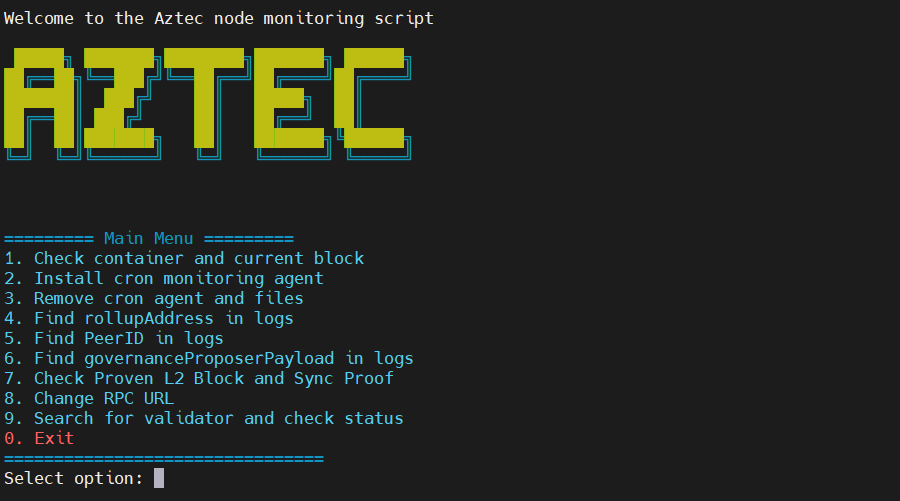 Welcome to the Aztec node monitoring script
AZTEC
========= Main Menu =========
1. Check container and current block
2. Install cron monitoring agent
3. Remove cron agent and files
4. Find rollupAddress in logs
5. Find PeerID in logs
6. Find governanceProposerPayload in logs
7. Check Proven L2 Block and Sync Proof
8. Change RPC URL
9. Search for validator and check status
0. Exit
================================
Select option: